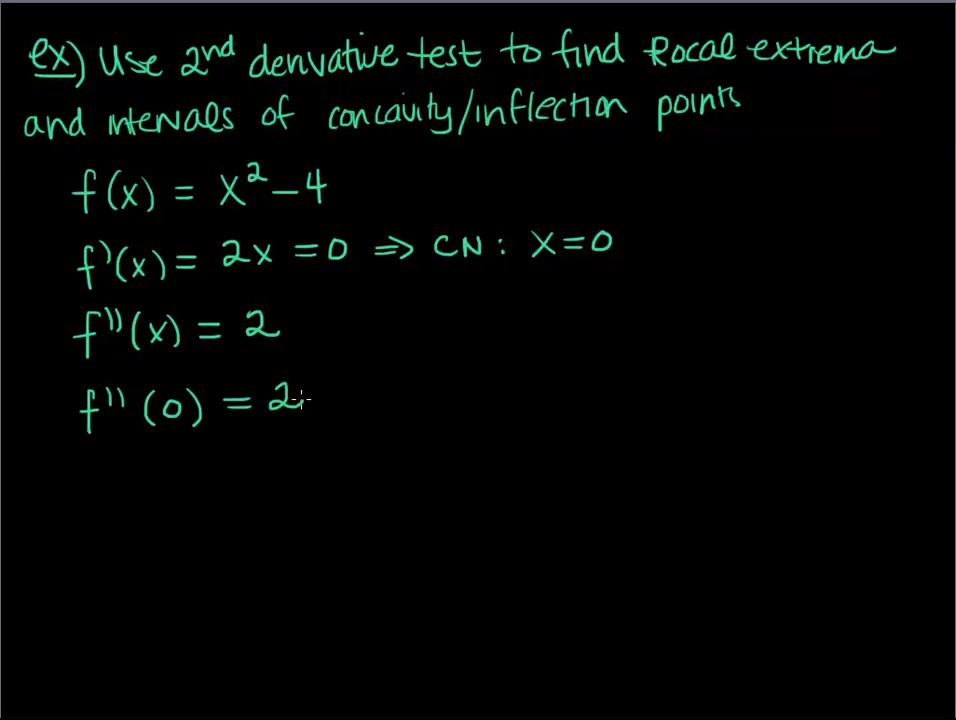 ex) Use 2nd derivative test to find local extrema
and intervals of concavity/inflection points
f(x) = x² - 4
f'(x) = 2x = 0 ⇒ CN: x = 0
f''(x) = 2
f''(0) = 2